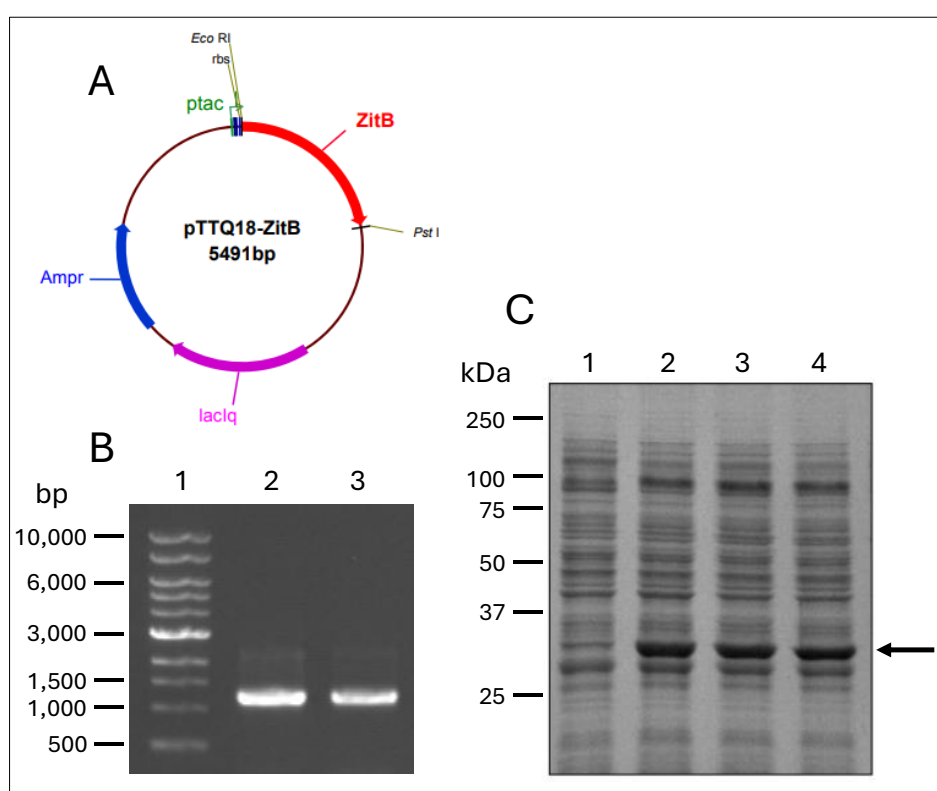 A
Eco RI
rbs
ptac
ZitB
pTTQ18-ZitB
5491bp
Pst I
Ampr
lacIq
B
bp
1 2 3
10,000
6,000
3,000
1,500
1,000
500
C
kDa
1 2 3 4
250
100
75
50
37
25